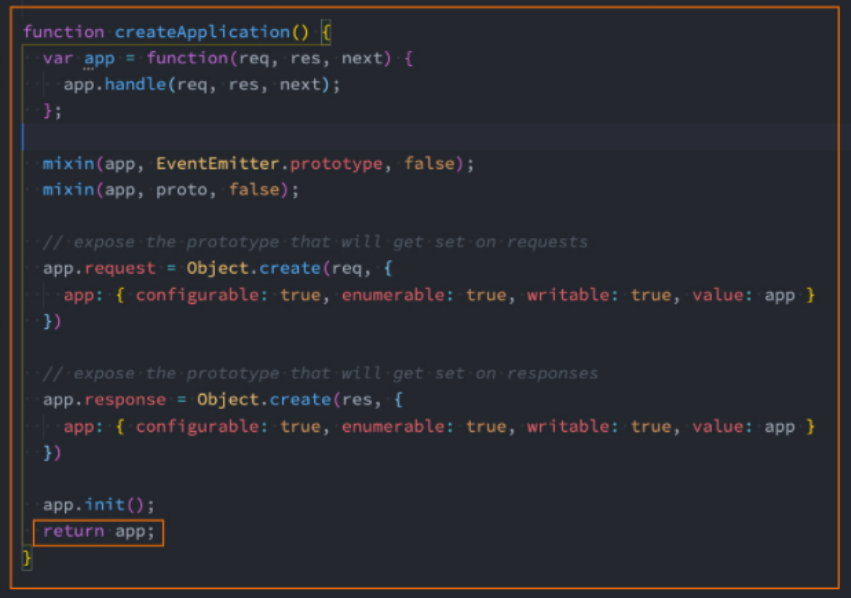 function createApplication() {
  var app = function(req, res, next) {
    app.handle(req, res, next);
  };

  mixin(app, EventEmitter.prototype, false);
  mixin(app, proto, false);

  // expose the prototype that will get set on requests
  app.request = Object.create(req, {
    app: { configurable: true, enumerable: true, writable: true, value: app }
  })

  // expose the prototype that will get set on responses
  app.response = Object.create(res, {
    app: { configurable: true, enumerable: true, writable: true, value: app }
  })

  app.init();
  return app;
}